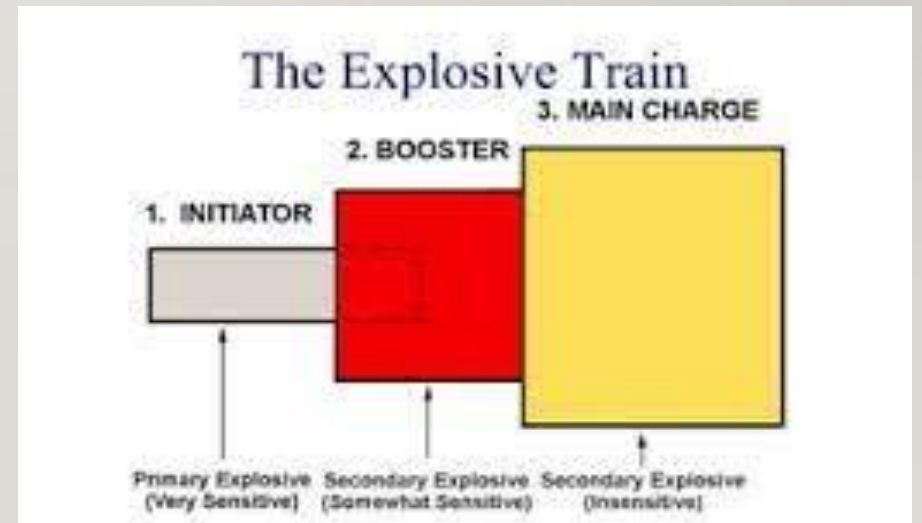 The Explosive Train
3. MAIN CHARGE
2. BOOSTER
1. INITIATOR
Primary Explosive Secondary Explosive Secondary Explosive
(Very Sensitive) (Somewhat Sensitive) (Insensitive)